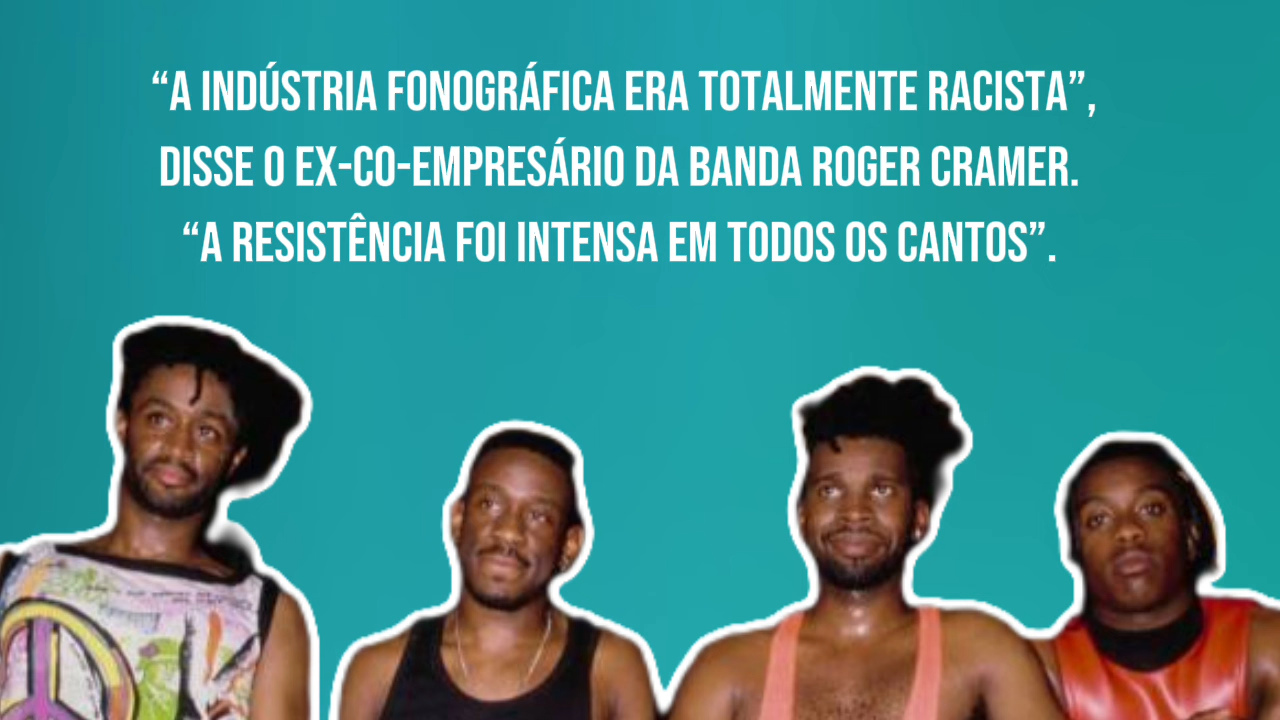 “A INDÚSTRIA FONOGRÁFICA ERA TOTALMENTE RACISTA”,
DISSE O EX-CO-EMPRESÁRIO DA BANDA ROGER CRAMER.
“A RESISTÊNCIA FOI INTENSA EM TODOS OS CANTOS”.